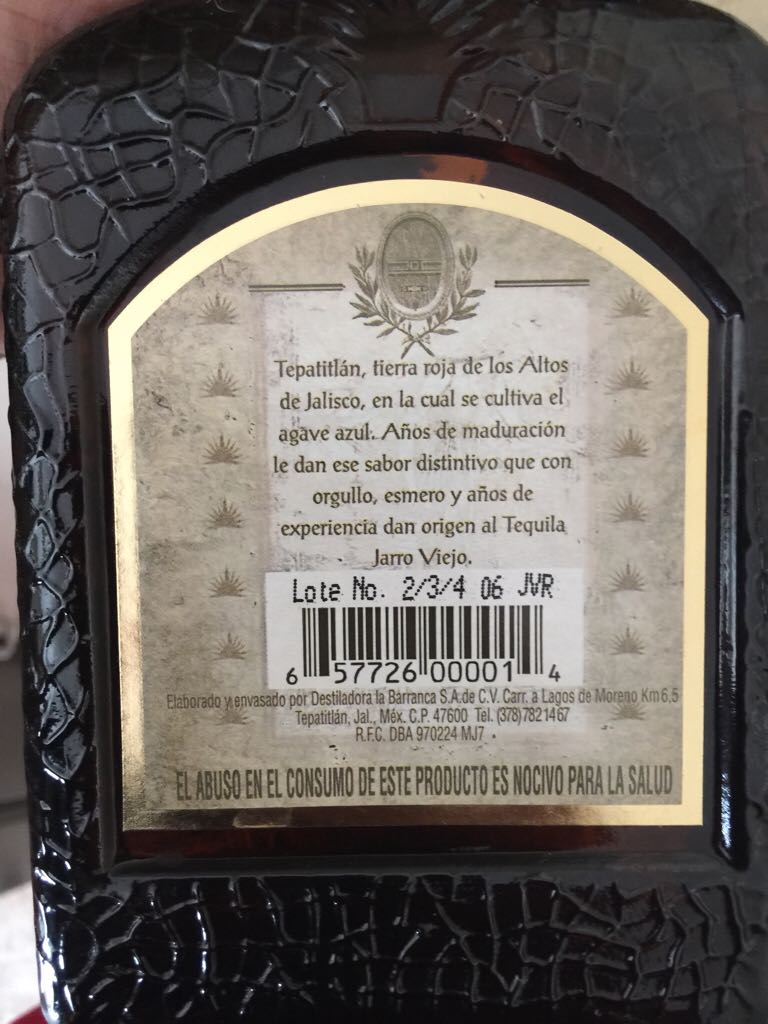 Tepatitlán, tierra roja de los Altos
de Jalisco, en la cual se cultiva el
agave azul. Años de maduración
le dan ese sabor distintivo que con
orgullo, esmero y años de
experiencia dan origen al Tequila
Jarro Viejo.
Lote No. 2/3/4 06 JVR
6 57726 00001 4
Elaborado y envasado por Destiladora la Barranca S.A. de C.V. Carr. a Lagos de Moreno Km 6,5
Tepatitlán, Jal., Méx. C.P. 47600 Tel. (378)7821467
R.F.C. DBA 970224 MJ7
EL ABUSO EN EL CONSUMO DE ESTE PRODUCTO ES NOCIVO PARA LA SALUD